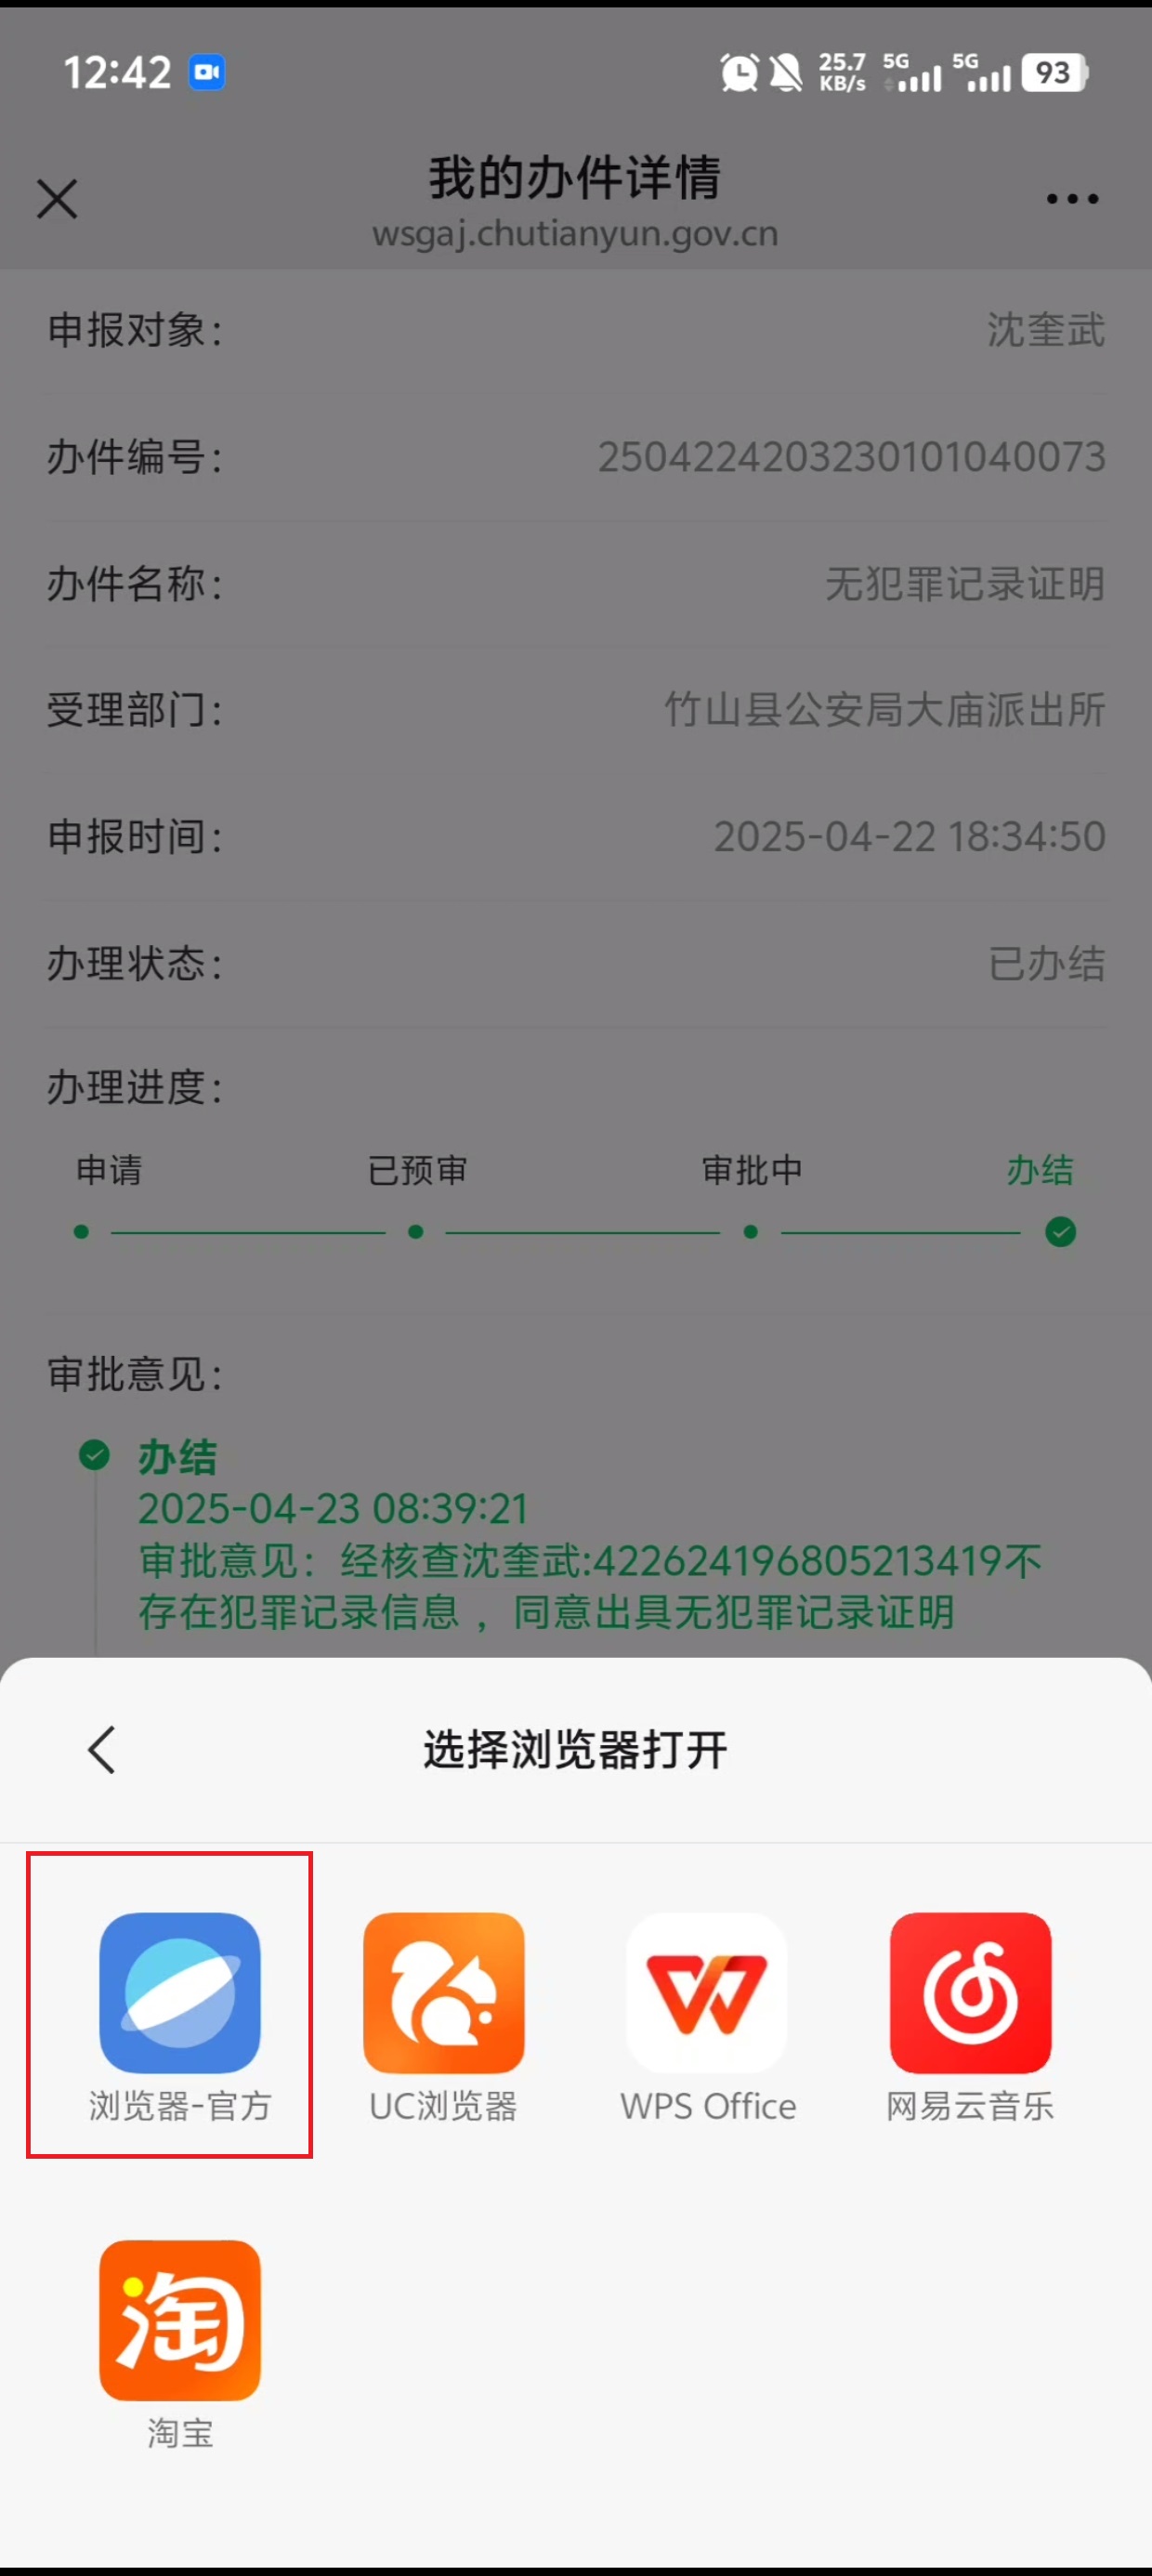 12:42
25.7 KB/s 5G 5G 93
我的办件详情
wsgaj.chutianyun.gov.cn
申报对象: 沈奎武
办件编号: 2504224203230101040073
办件名称: 无犯罪记录证明
受理部门: 竹山县公安局大庙派出所
申报时间: 2025-04-22 18:34:50
办理状态: 已办结
办理进度:
申请 已预审 审批中 办结
审批意见:
办结
2025-04-23 08:39:21
审批意见：经核查沈奎武:422624196805213419不
存在犯罪记录信息，同意出具无犯罪记录证明
选择浏览器打开
浏览器-官方 UC浏览器 WPS Office 网易云音乐
淘
淘宝